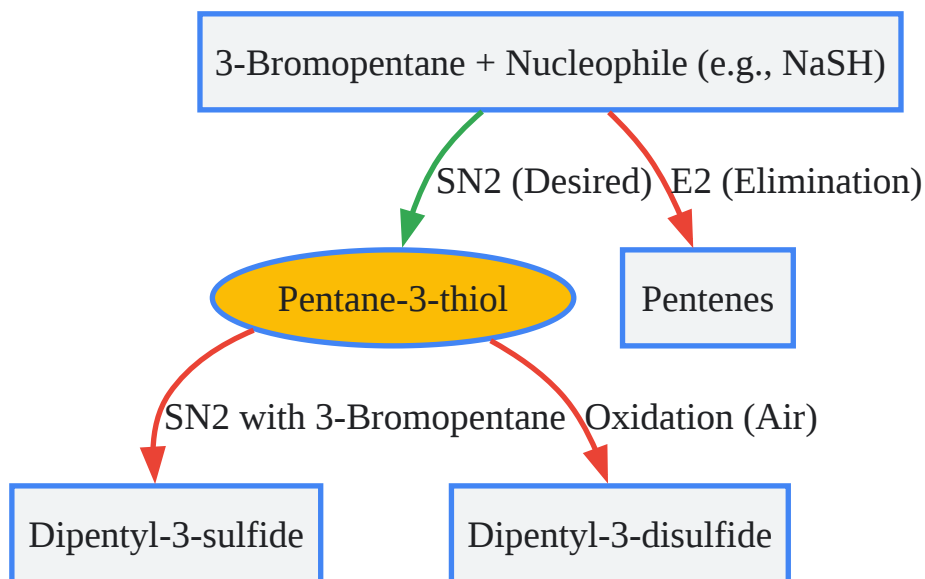 3-Bromopentane + Nucleophile (e.g., NaSH)
SN2 (Desired)
E2 (Elimination)
Pentane-3-thiol
Pentenes
SN2 with 3-Bromopentane
Oxidation (Air)
Dipentyl-3-sulfide
Dipentyl-3-disulfide